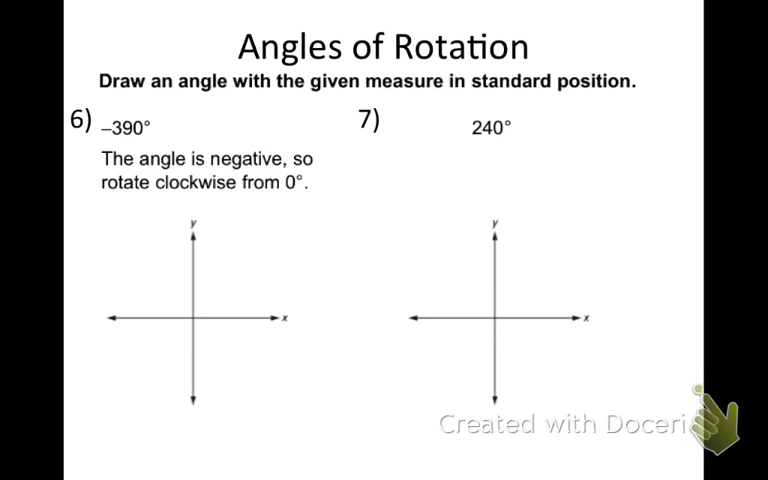 Angles of Rotation
Draw an angle with the given measure in standard position.
6) –390°
7) 240°
The angle is negative, so
rotate clockwise from 0°.
y
x
y
x
Created with Doceri